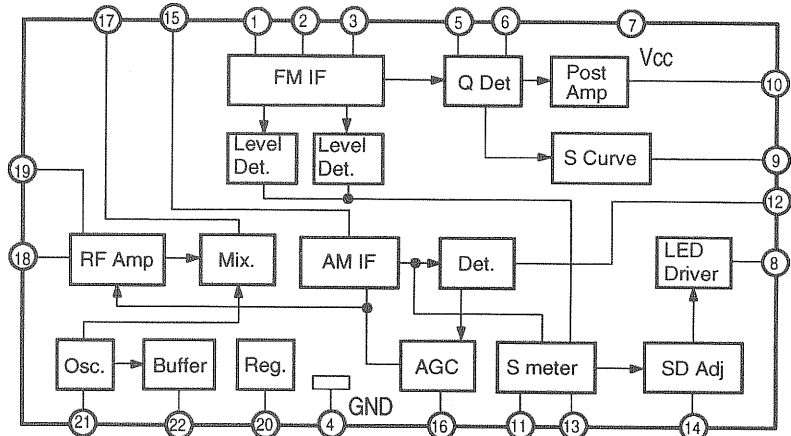 17
15
1
2
3
5
6
7
FM IF
Q Det
Post
Amp
Vcc
10
Level
Det.
Level
Det.
S Curve
9
19
12
18
RF Amp
Mix.
AM IF
Det.
LED
Driver
8
Osc.
Buffer
Reg.
AGC
S meter
SD Adj
GND
21
22
20
4
16
11
13
14